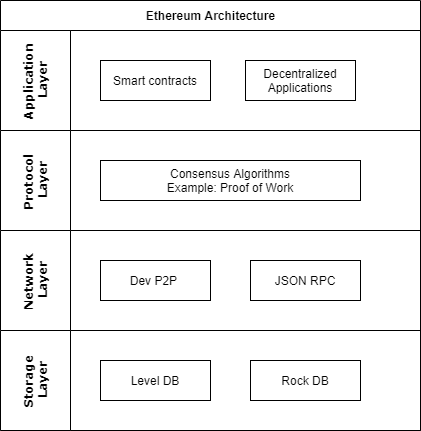 Ethereum Architecture
Application
Layer
Smart contracts
Decentralized
Applications
Protocol
Layer
Consensus Algorithms
Example: Proof of Work
Network
Layer
Dev P2P
JSON RPC
Storage
Layer
Level DB
Rock DB